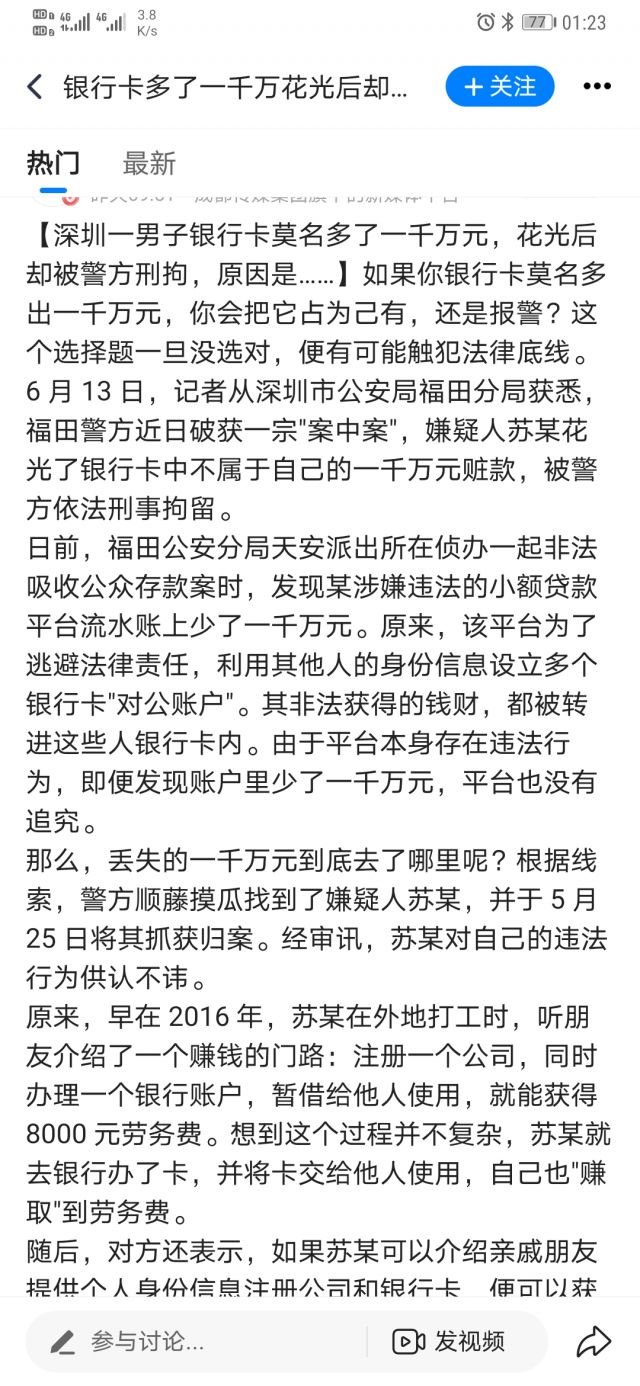 HD 4G 4G 3.8 K/s 77 01:23
HD
银行卡多了一千万花光后却... + 关注
热门 最新
【深圳一男子银行卡莫名多了一千万元，花光后
却被警方刑拘，原因是......】如果你银行卡莫名多
出一千万元，你会把它占为己有，还是报警？这
个选择题一旦没选对，便有可能触犯法律底线。
6 月 13 日，记者从深圳市公安局福田分局获悉，
福田警方近日破获一宗"案中案"，嫌疑人苏某花
光了银行卡中不属于自己的一千万元赃款，被警
方依法刑事拘留。
日前，福田公安分局天安派出所在侦办一起非法
吸收公众存款案时，发现某涉嫌违法的小额贷款
平台流水账上少了一千万元。原来，该平台为了
逃避法律责任，利用其他人的身份信息设立多个
银行卡"对公账户"。其非法获得的钱财，都被转
进这些人银行卡内。由于平台本身存在违法行
为，即便发现账户里少了一千万元，平台也没有
追究。
那么，丢失的一千万元到底去了哪里呢？根据线
索，警方顺藤摸瓜找到了嫌疑人苏某，并于 5 月
25 日将其抓获归案。经审讯，苏某对自己的违法
行为供认不讳。
原来，早在 2016 年，苏某在外地打工时，听朋
友介绍了一个赚钱的门路：注册一个公司，同时
办理一个银行账户，暂借给他人使用，就能获得
8000 元劳务费。想到这个过程并不复杂，苏某就
去银行办了卡，并将卡交给他人使用，自己也"赚
取"到劳务费。
随后，对方还表示，如果苏某可以介绍亲戚朋友
提供个人身份信息注册公司和银行卡，便可以获
参与讨论... 发视频